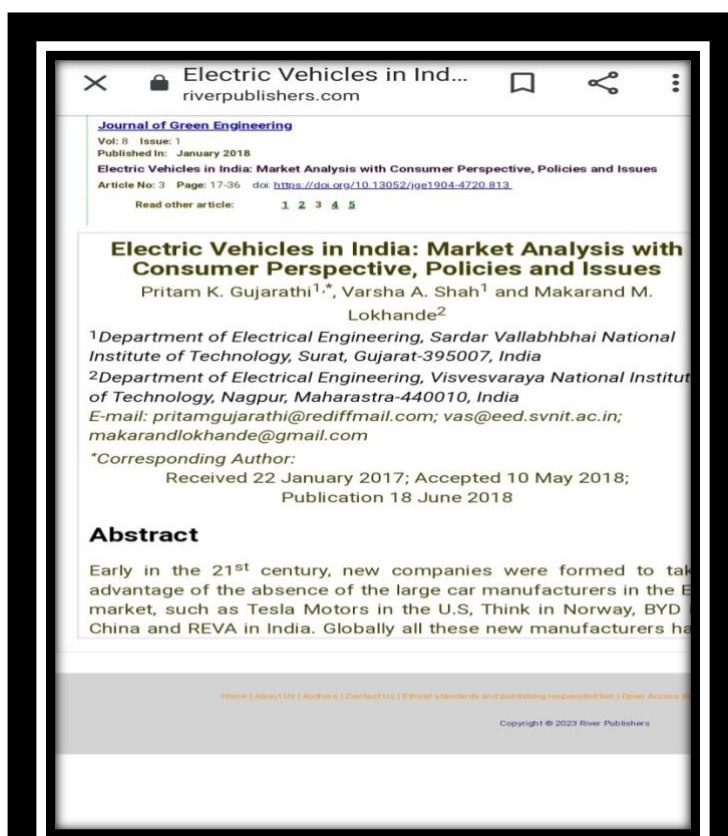 Electric Vehicles in Ind...
riverpublishers.com
Journal of Green Engineering
Vol: 8 Issue: 1
Published In: January 2018
Electric Vehicles in India: Market Analysis with Consumer Perspective, Policies and Issues
Article No: 3 Page: 17-36 doi: https://doi.org/10.13052/jge1904-4720.813
Read other article: 1 2 3 4 5
Electric Vehicles in India: Market Analysis with
Consumer Perspective, Policies and Issues
Pritam K. Gujarathi1,*, Varsha A. Shah1 and Makarand M.
Lokhande2
1Department of Electrical Engineering, Sardar Vallabhbhai National
Institute of Technology, Surat, Gujarat-395007, India
2Department of Electrical Engineering, Visvesvaraya National Institut
of Technology, Nagpur, Maharastra-440010, India
E-mail: pritamgujarathi@rediffmail.com; vas@eed.svnit.ac.in;
makarandlokhande@gmail.com
*Corresponding Author:
Received 22 January 2017; Accepted 10 May 2018;
Publication 18 June 2018
Abstract
Early in the 21st century, new companies were formed to tak
advantage of the absence of the large car manufacturers in the E
market, such as Tesla Motors in the U.S, Think in Norway, BYD
China and REVA in India. Globally all these new manufacturers ha
Home | About Us | Authors | Contact Us | Ethical standards and publishing responsibilities | Open Access
Copyright © 2023 River Publishers